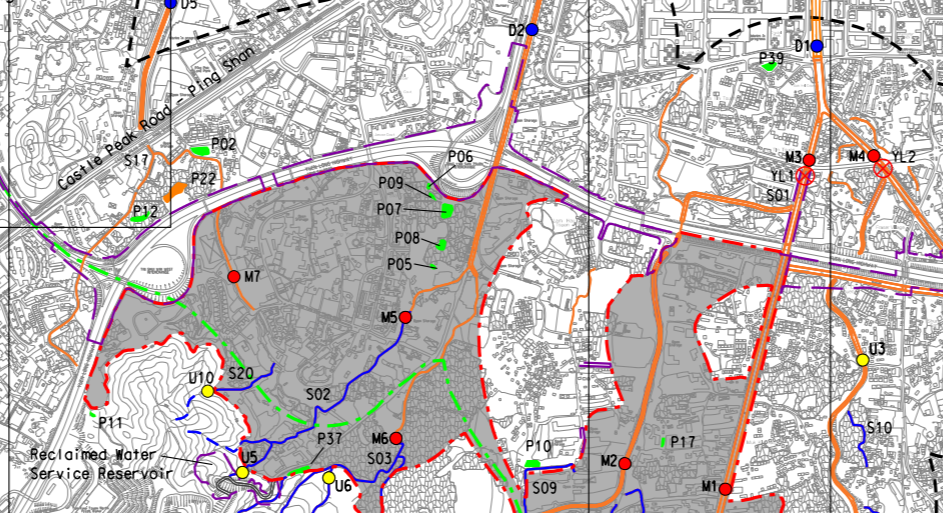 D5
D2
D1
P39
Castle Peak Road - Ping Shan
P02
S17
P22
P12
P06
P09
P07
P08
P05
M3
M4
YL2
YL1
S01
M7
M5
U3
U10
S20
S02
P11
P37
M6
S03
P10
P17
S10
Reclaimed Water
Service Reservoir
U5
U6
S09
M2
M1